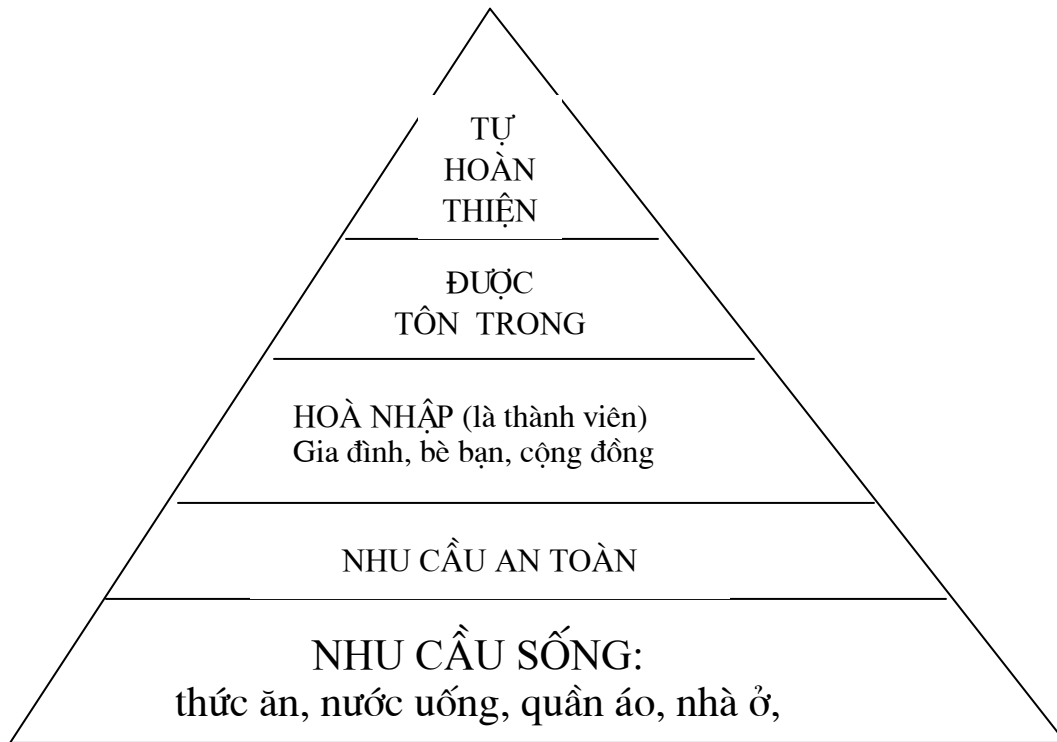 TỰ
HOÀN
THIỆN
ĐƯỢC
TÔN TRONG
HOÀ NHẬP (là thành viên)
Gia đình, bè bạn, cộng đồng
NHU CẦU AN TOÀN
NHU CẦU SỐNG:
thức ăn, nước uống, quần áo, nhà ở,